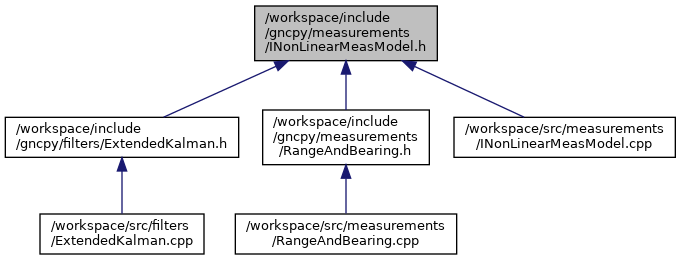 /workspace/include
/gncpy/measurements
/INonLinearMeasModel.h
/workspace/include
/gncpy/filters/ExtendedKalman.h
/workspace/include
/gncpy/measurements
/RangeAndBearing.h
/workspace/src/measurements
/INonLinearMeasModel.cpp
/workspace/src/filters
/ExtendedKalman.cpp
/workspace/src/measurements
/RangeAndBearing.cpp